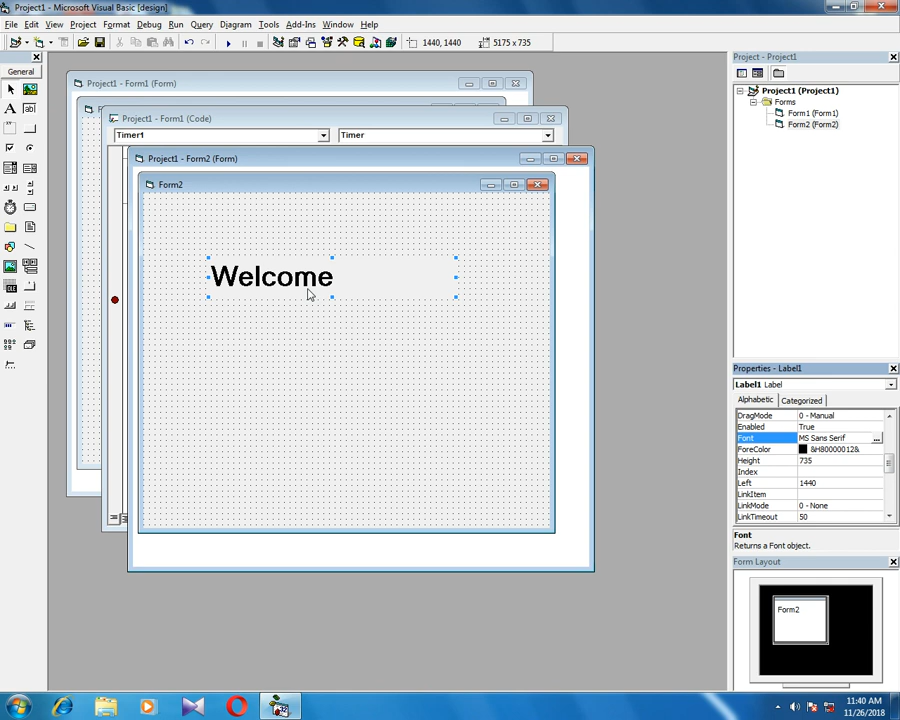 Project1 - Microsoft Visual Basic [design]
File Edit View Project Format Debug Run Query Diagram Tools Add-Ins Window Help
1440, 1440 5175 x 735
General
Project1 - Form1 (Form)
Project1 - Form1 (Code)
Timer1 Timer
Project1 - Form2 (Form)
Form2
Welcome
Project - Project1
Project1 (Project1)
Forms
Form1 (Form1)
Form2 (Form2)
Properties - Label1
Label1 Label
Alphabetic Categorized
DragMode 0 - Manual
Enabled True
Font MS Sans Serif ...
ForeColor &H80000012&
Height 735
Index
Left 1440
LinkItem
LinkMode 0 - None
LinkTimeout 50
Font
Returns a Font object.
Form Layout
Form2
11:40 AM
11/26/2018